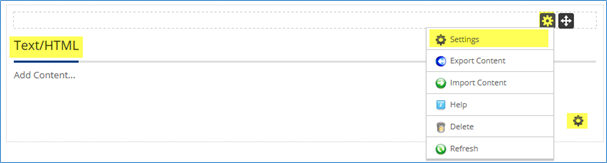 Text/HTML
Add Content...
Settings
Export Content
Import Content
Help
Delete
Refresh